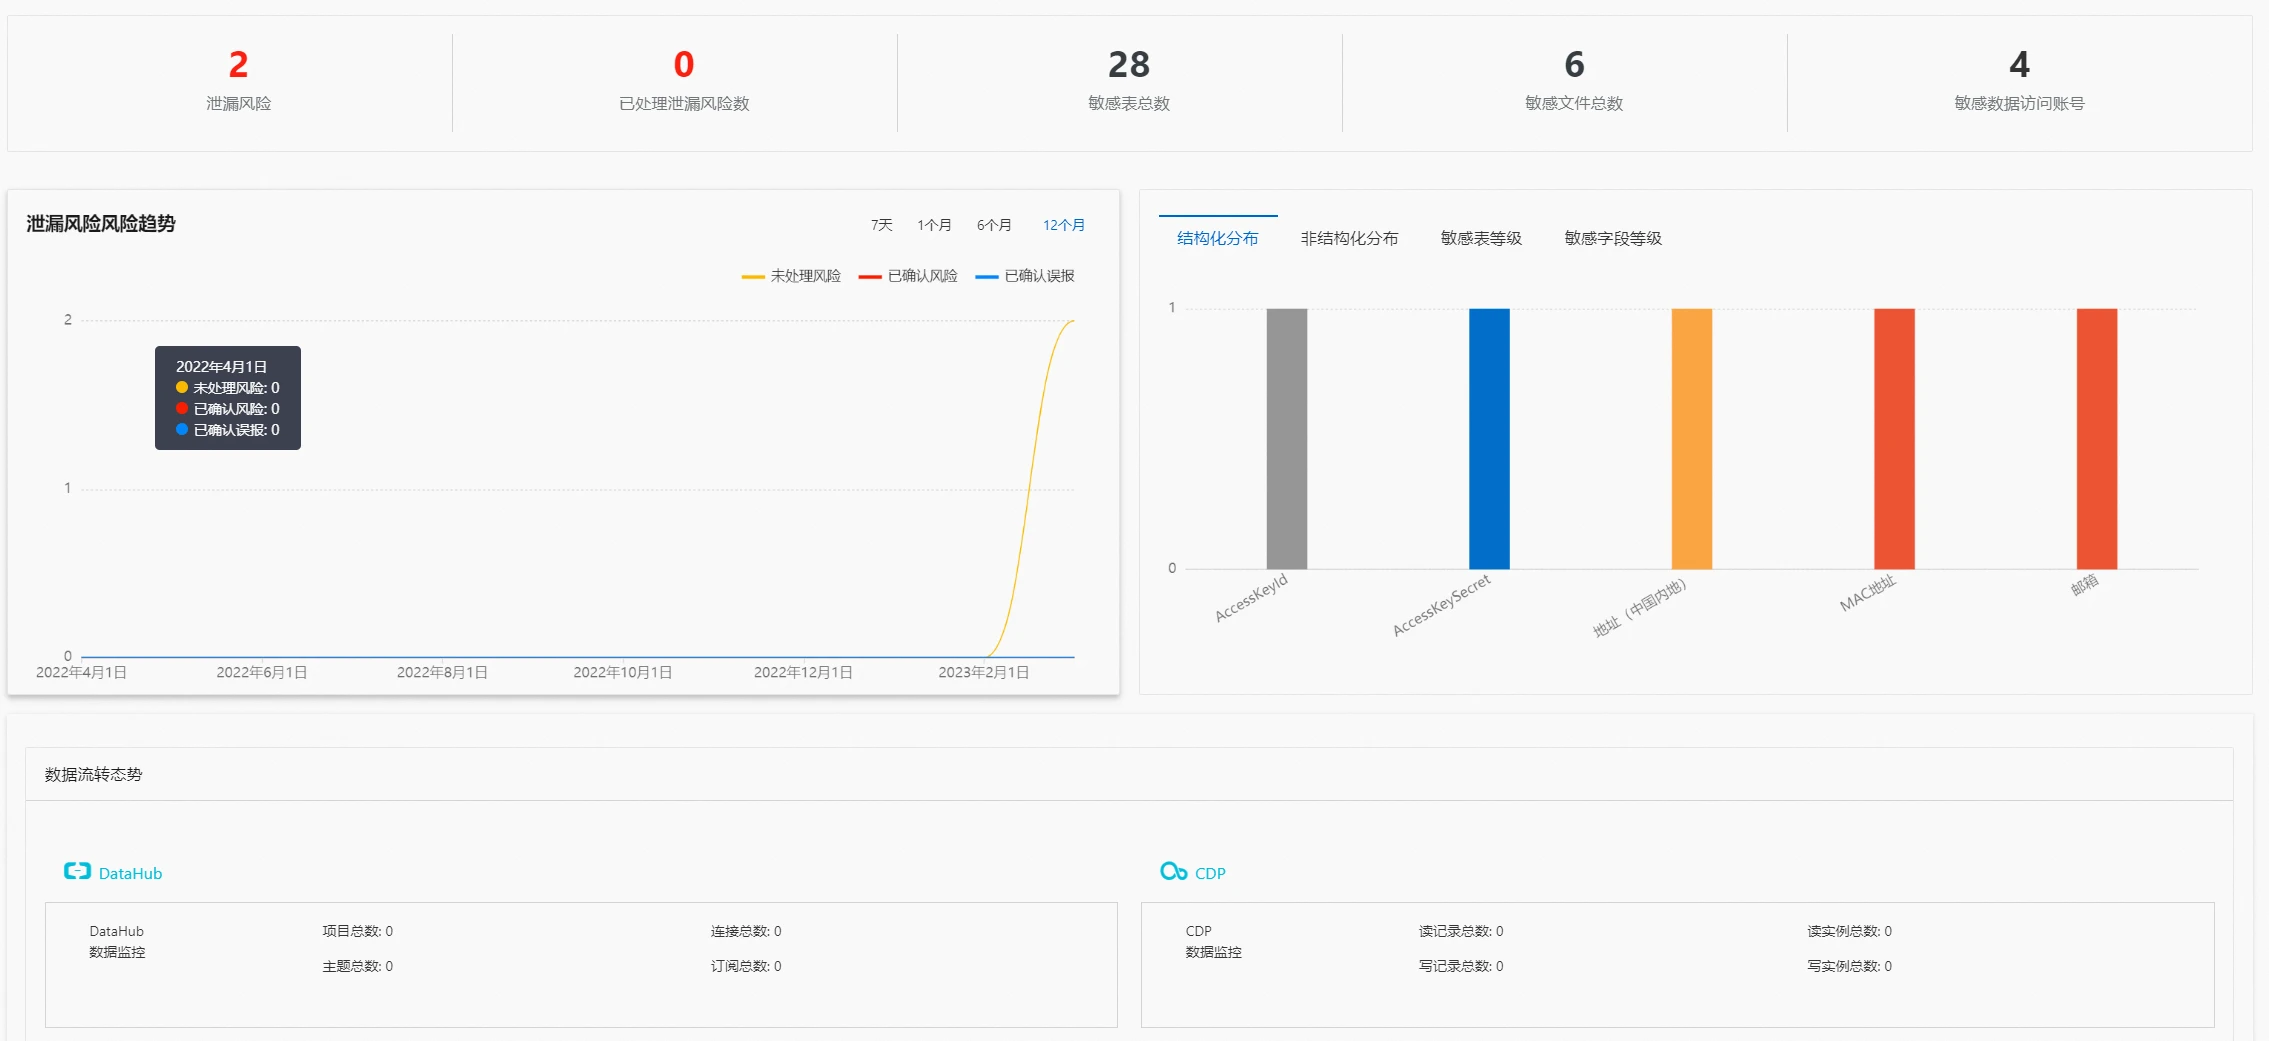 2
泄漏风险
0
已处理泄漏风险数
28
敏感表总数
6
敏感文件总数
4
敏感数据访问账号
泄漏风险风险趋势
7天 1个月 6个月 12个月
未处理风险 已确认风险 已确认误报
2
1
0
2022年4月1日
未处理风险: 0
已确认风险: 0
已确认误报: 0
2022年4月1日 2022年6月1日 2022年8月1日 2022年10月1日 2022年12月1日 2023年2月1日
结构化分布 非结构化分布 敏感表等级 敏感字段等级
1
0
AccessKeyId AccessKeySecret 地址（中国内地） MAC地址 邮箱
数据流转态势
DataHub
DataHub
数据监控
项目总数: 0 连接总数: 0
主题总数: 0 订阅总数: 0
CDP
CDP
数据监控
读记录总数: 0 读实例总数: 0
写记录总数: 0 写实例总数: 0